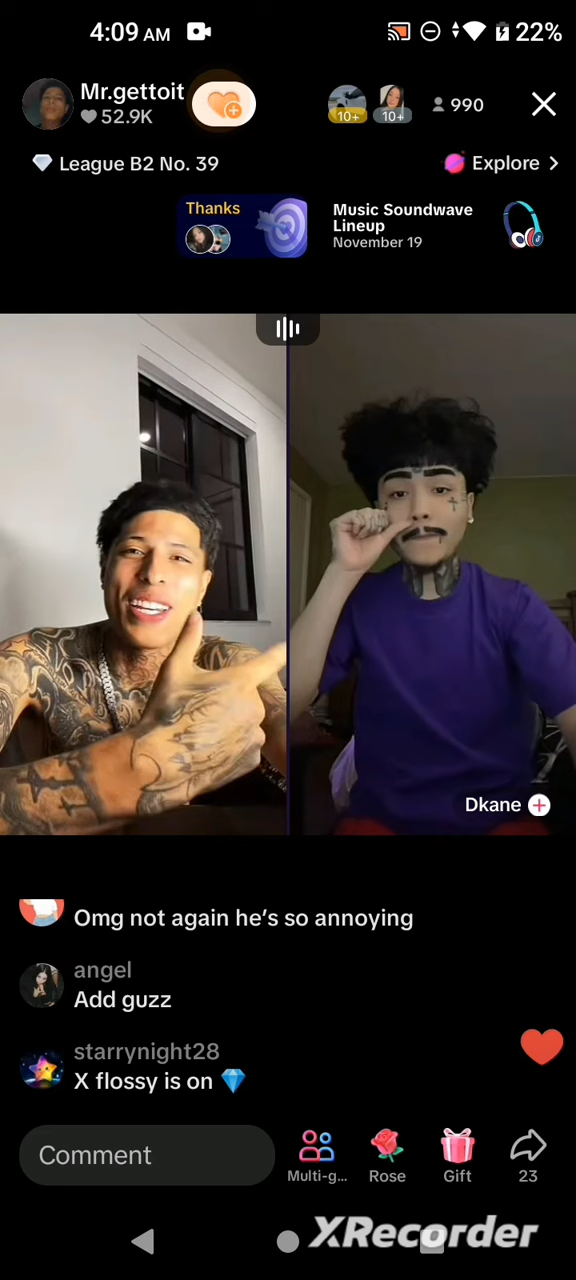 4:09 AM
22%
Mr.gettoit
52.9K
10+
10+
990
League B2 No. 39
Explore
Thanks
Music Soundwave
Lineup
November 19
Dkane
Omg not again he’s so annoying
angel
Add guzz
starrynight28
X flossy is on
Comment
Multi-g...
Rose
Gift
23
XRecorder